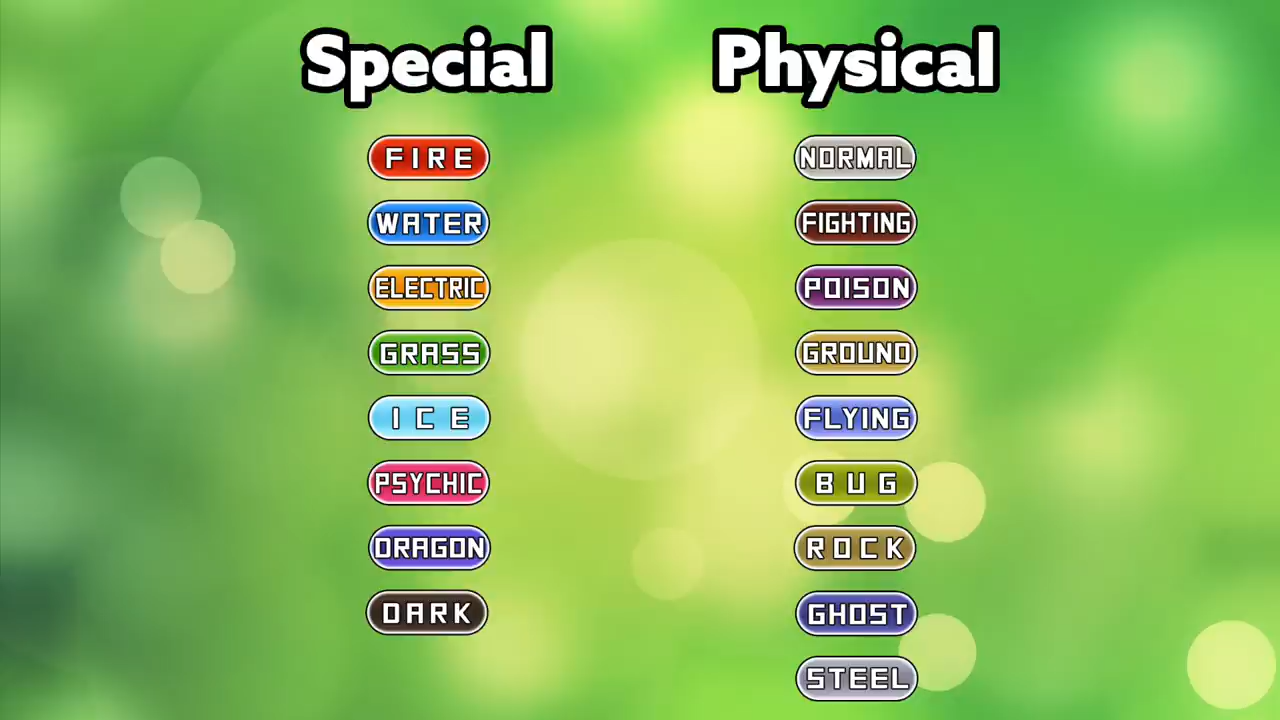 Special
FIRE
WATER
ELECTRIC
GRASS
ICE
PSYCHIC
DRAGON
DARK
Physical
NORMAL
FIGHTING
POISON
GROUND
FLYING
BUG
ROCK
GHOST
STEEL